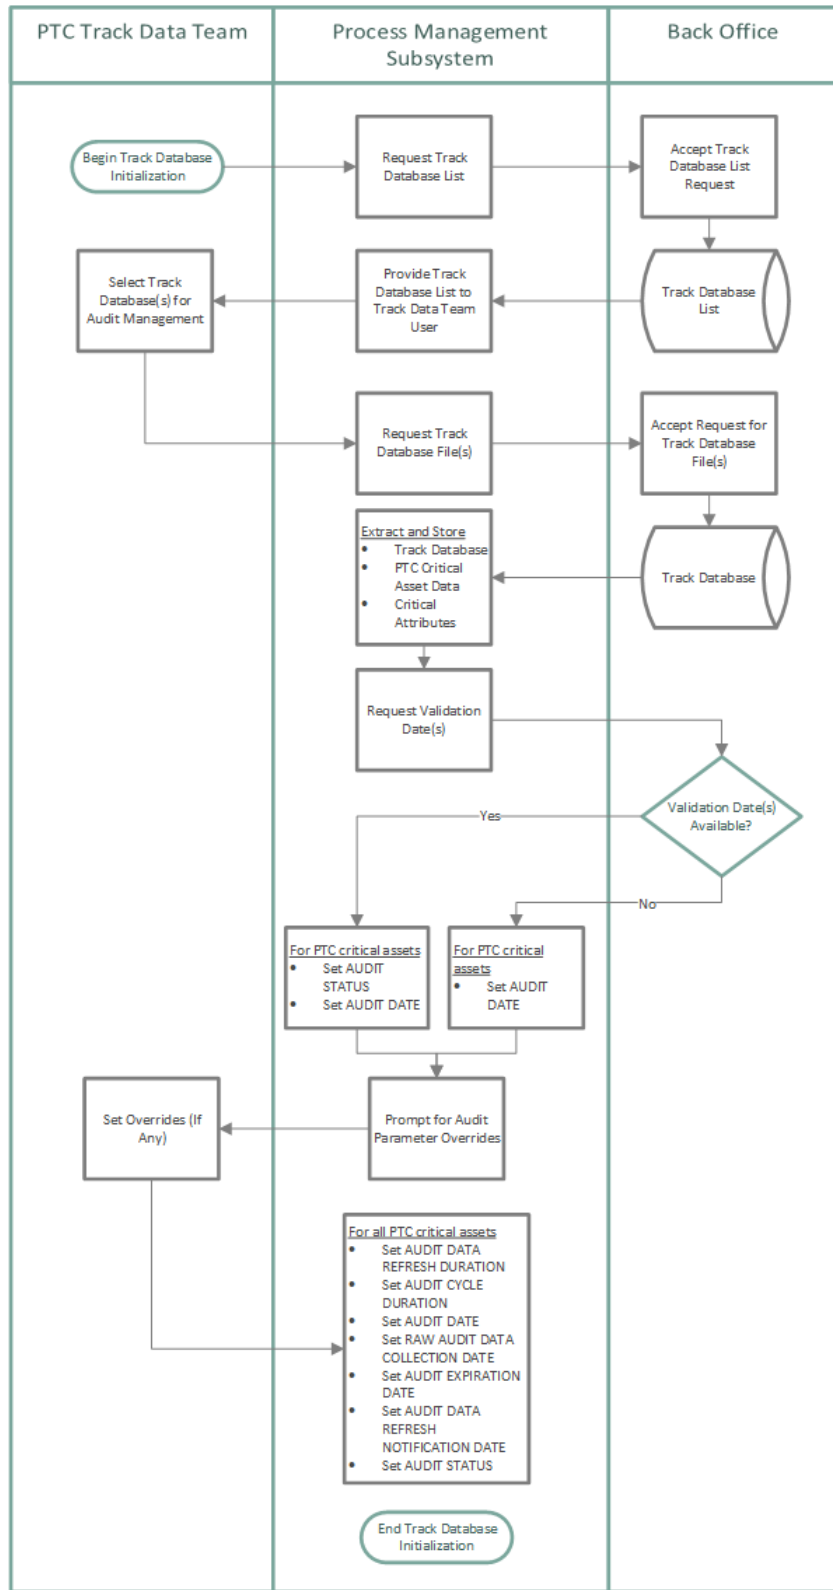 PTC Track Data Team
Process Management
Subsystem
Back Office
Begin Track Database
Initialization
Request Track
Database List
Accept Track
Database List
Request
Select Track
Database(s) for
Audit Management
Provide Track
Database List to
Track Data Team
User
Track Database
List
Request Track
Database File(s)
Accept Request for
Track Database
File(s)
Extract and Store
• Track Database
• PTC Critical
Asset Data
• Critical
Attributes
Track Database
Request Validation
Date(s)
Validation Date(s)
Available?
Yes
No
For PTC critical assets
• Set AUDIT
STATUS
• Set AUDIT DATE
For PTC critical
assets
• Set AUDIT
DATE
Set Overrides (If
Any)
Prompt for Audit
Parameter Overrides
For all PTC critical assets
• Set AUDIT DATA
REFRESH DURATION
• Set AUDIT CYCLE
DURATION
• Set AUDIT DATE
• Set RAW AUDIT DATA
COLLECTION DATE
• Set AUDIT EXPIRATION
DATE
• Set AUDIT DATA
REFRESH
NOTIFICATION DATE
• Set AUDIT STATUS
End Track Database
Initialization